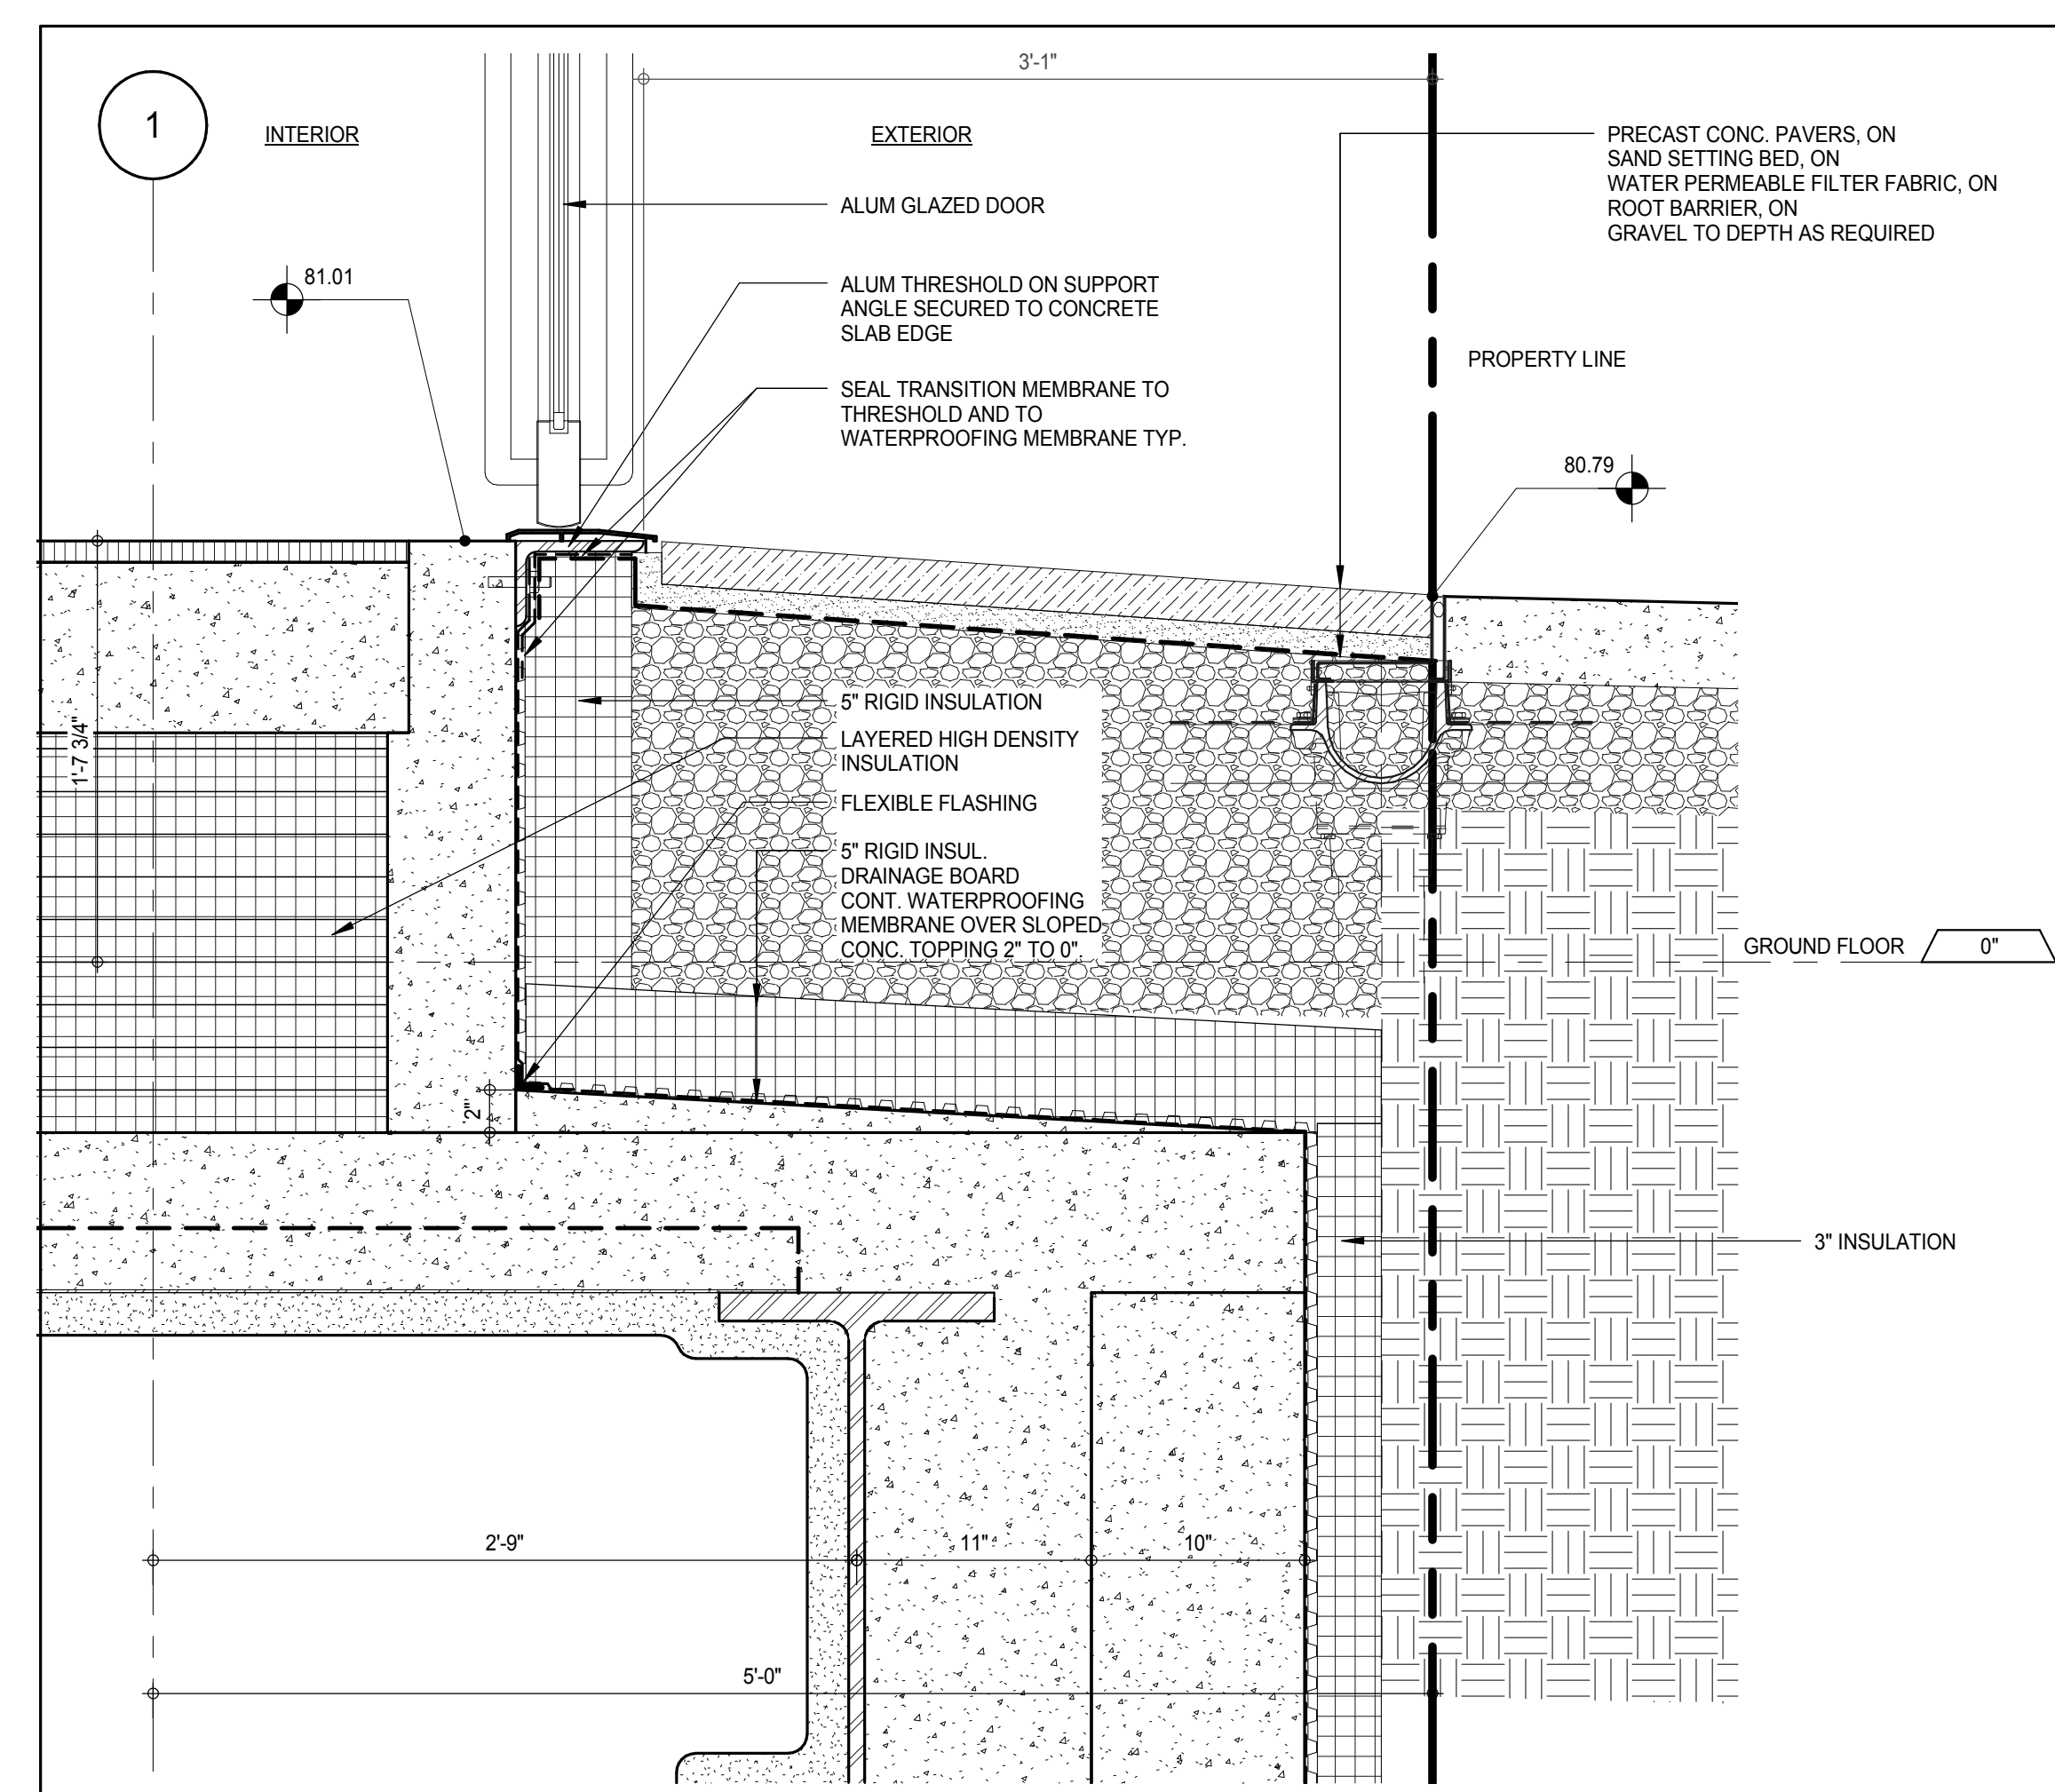 3'-1"
1
INTERIOR
EXTERIOR
PRECAST CONC. PAVERS, ON
SAND SETTING BED, ON
WATER PERMEABLE FILTER FABRIC, ON
ROOT BARRIER, ON
GRAVEL TO DEPTH AS REQUIRED
ALUM GLAZED DOOR
81.01
ALUM THRESHOLD ON SUPPORT
ANGLE SECURED TO CONCRETE
SLAB EDGE
PROPERTY LINE
SEAL TRANSITION MEMBRANE TO
THRESHOLD AND TO
WATERPROOFING MEMBRANE TYP.
80.79
5" RIGID INSULATION
LAYERED HIGH DENSITY
INSULATION
1'-7 3/4"
FLEXIBLE FLASHING
5" RIGID INSUL.
DRAINAGE BOARD
CONT. WATERPROOFING
MEMBRANE OVER SLOPED
CONC. TOPPING 2" TO 0".
GROUND FLOOR 0"
2"
3" INSULATION
2'-9"
11"
10"
5'-0"